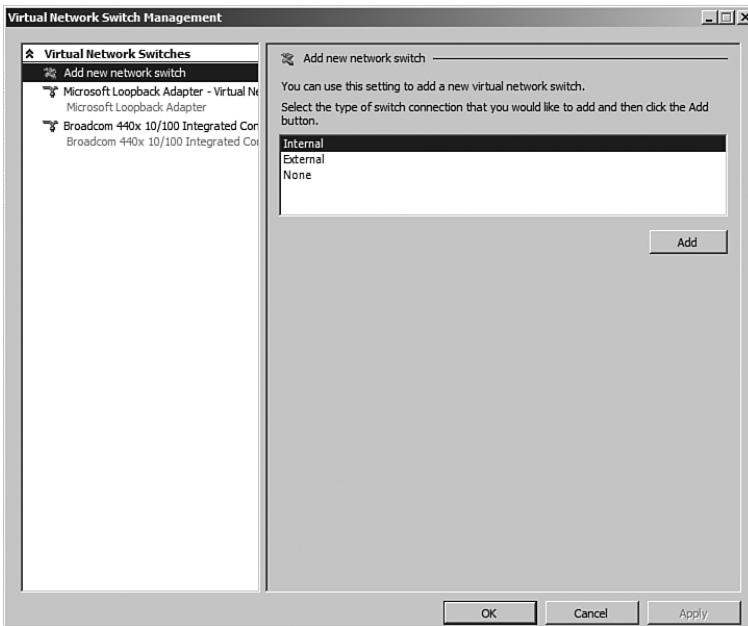 Virtual Network Switch Management
Virtual Network Switches
Add new network switch
Microsoft Loopback Adapter - Virtual Ne
Microsoft Loopback Adapter
Broadcom 440x 10/100 Integrated Con
Broadcom 440x 10/100 Integrated Co
Add new network switch
You can use this setting to add a new virtual network switch.
Select the type of switch connection that you would like to add and then click the Add
button.
Internal
External
None
Add
OK
Cancel
Apply